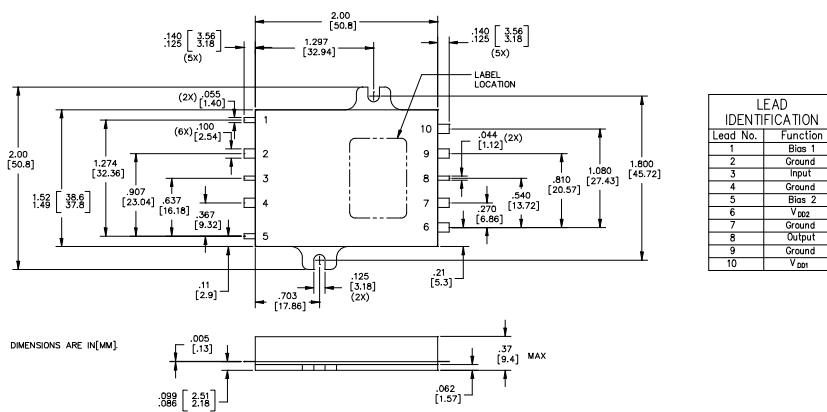 2.00
[50.8]
.140 [ 3.56
.125 3.18 ]
(5X)
1.297
[32.94]
.140 [ 3.56
.125 3.18 ]
(5X)
LABEL
LOCATION
(2X) .055
[1.40]
(6X) .100
[2.54]
2.00
[50.8]
1.52 [ 38.6
1.49 37.8 ]
1.274
[32.36]
.907
[23.04]
.637
[16.18]
.367
[9.32]
.11
[2.9]
1
2
3
4
5
10
9
8
7
6
.044
[1.12] (2X)
.270
[6.86]
.540
[13.72]
.810
[20.57]
1.080
[27.43]
1.800
[45.72]
.703
[17.86]
.125
[3.18]
(2X)
.21
[5.3]
LEAD
IDENTIFICATION
Lead No. Function
1 Bias 1
2 Ground
3 Input
4 Ground
5 Bias 2
6 VDD2
7 Ground
8 Output
9 Ground
10 VDD1
DIMENSIONS ARE IN[MM].
.005
[.13]
.099 [ 2.51
.086 2.18 ]
.37
[9.4] MAX
.062
[1.57]